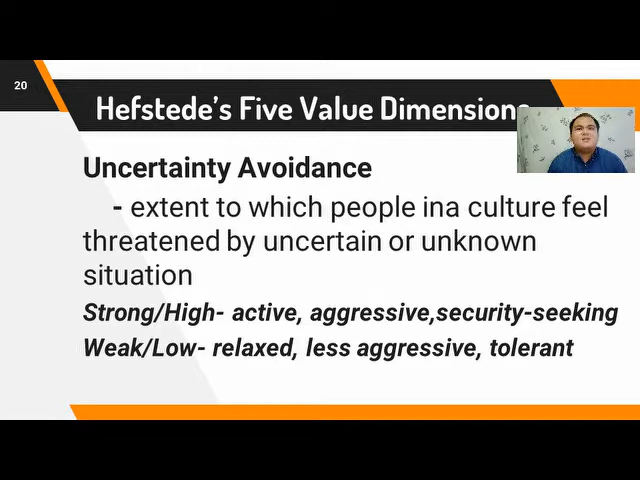 20
Hefstede's Five Value Dimensions
Uncertainty Avoidance
- extent to which people ina culture feel
threatened by uncertain or unknown
situation
Strong/High- active, aggressive,security-seeking
Weak/Low- relaxed, less aggressive, tolerant